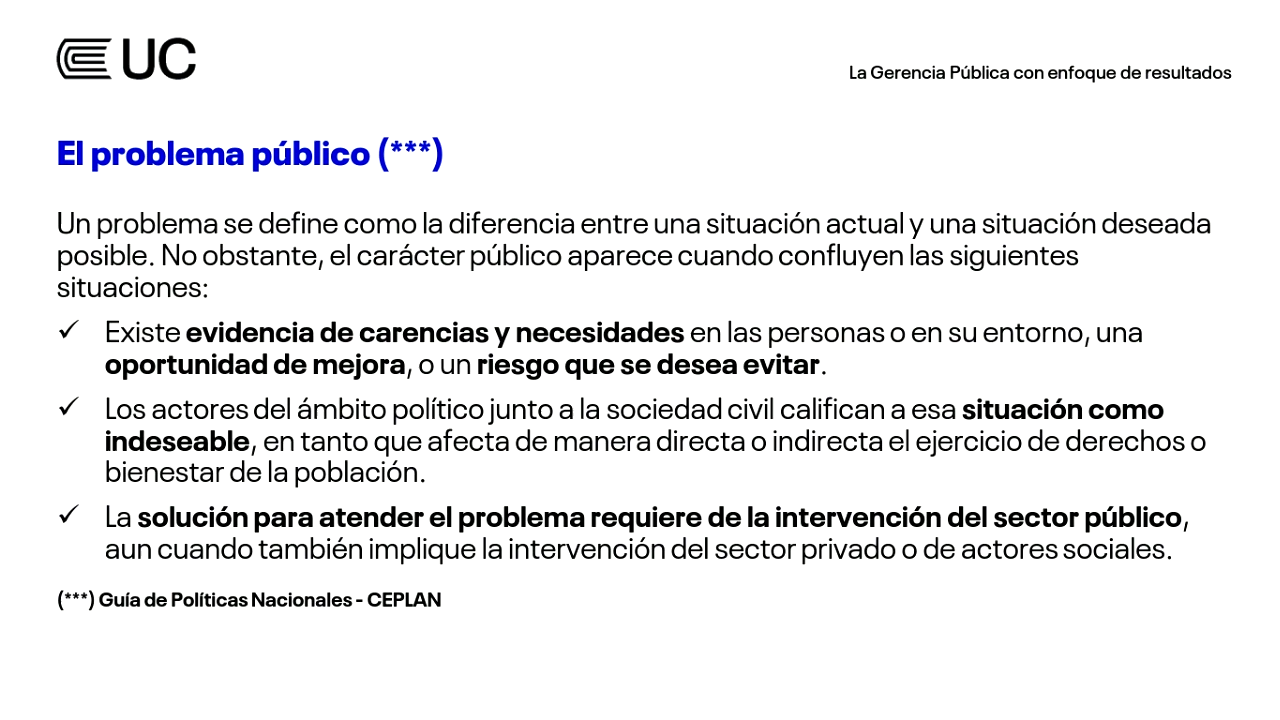 UC
La Gerencia Pública con enfoque de resultados
El problema público (***)
Un problema se define como la diferencia entre una situación actual y una situación deseada
posible. No obstante, el carácter público aparece cuando confluyen las siguientes
situaciones:
✓ Existe evidencia de carencias y necesidades en las personas o en su entorno, una
oportunidad de mejora, o un riesgo que se desea evitar.
✓ Los actores del ámbito político junto a la sociedad civil califican a esa situación como
indeseable, en tanto que afecta de manera directa o indirecta el ejercicio de derechos o
bienestar de la población.
✓ La solución para atender el problema requiere de la intervención del sector público,
aun cuando también implique la intervención del sector privado o de actores sociales.
(***) Guía de Políticas Nacionales - CEPLAN